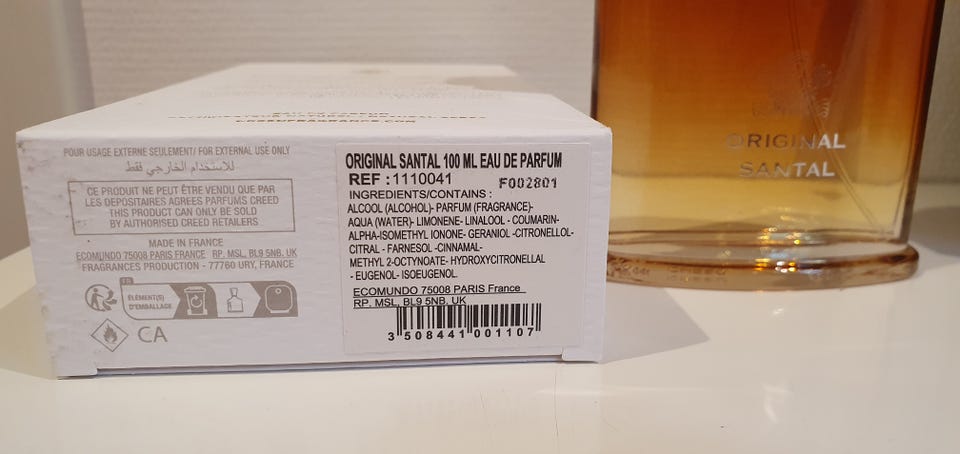 CREEDFRAGRANCE.COM
POUR USAGE EXTERNE SEULEMENT/ FOR EXTERNAL USE ONLY
للاستخدام الخارجي فقط
CE PRODUIT NE PEUT ÊTRE VENDU QUE PAR
LES DEPOSITAIRES AGREES PARFUMS CREED
THIS PRODUCT CAN ONLY BE SOLD
BY AUTHORISED CREED RETAILERS
MADE IN FRANCE
ECOMUNDO 75008 PARIS FRANCE RP. MSL, BL9 5NB. UK
FRAGRANCES PRODUCTION - 77760 URY, FRANCE
FR
ÉLÉMENT(S)
D'EMBALLAGE
CA
ORIGINAL SANTAL 100 ML EAU DE PARFUM
REF : 1110041 F002801
INGREDIENTS/CONTAINS :
ALCOOL (ALCOHOL)- PARFUM (FRAGRANCE)-
AQUA (WATER)- LIMONENE- LINALOOL - COUMARIN-
ALPHA-ISOMETHYL IONONE- GERANIOL -CITRONELLOL-
CITRAL - FARNESOL -CINNAMAL-
METHYL 2-OCTYNOATE- HYDROXYCITRONELLAL
- EUGENOL- ISOEUGENOL.
ECOMUNDO 75008 PARIS France
RP. MSL, BL9 5NB, UK
3 508441 001107
ORIGINAL
SANTAL